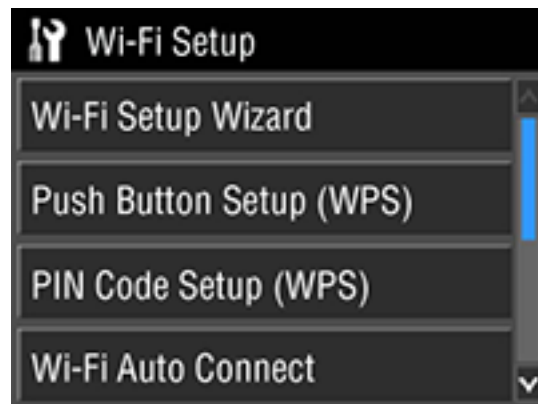 Wi-Fi Setup
Wi-Fi Setup Wizard
Push Button Setup (WPS)
PIN Code Setup (WPS)
Wi-Fi Auto Connect